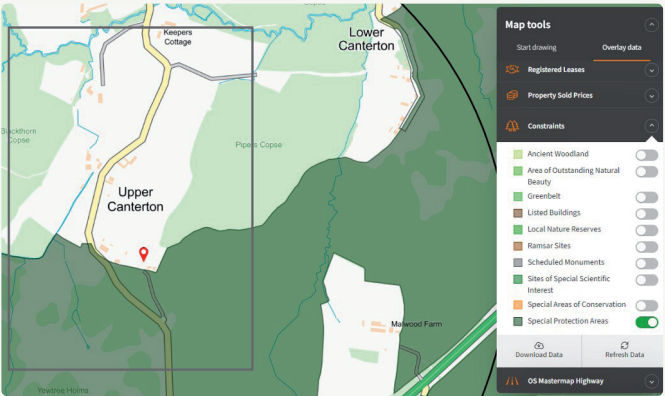 Copse
Keepers
Cottage
Lower
Canterton
Blackthorn
Copse
Pipers Copse
Upper
Canterton
Malwood Farm
Yewtree Holms
Map tools
Start drawing
Overlay data
Registered Leases
Property Sold Prices
Constraints
Ancient Woodland
Area of Outstanding Natural
Beauty
Greenbelt
Listed Buildings
Local Nature Reserves
Ramsar Sites
Scheduled Monuments
Sites of Special Scientific
Interest
Special Areas of Conservation
Special Protection Areas
Download Data
Refresh Data
OS Mastermap Highway